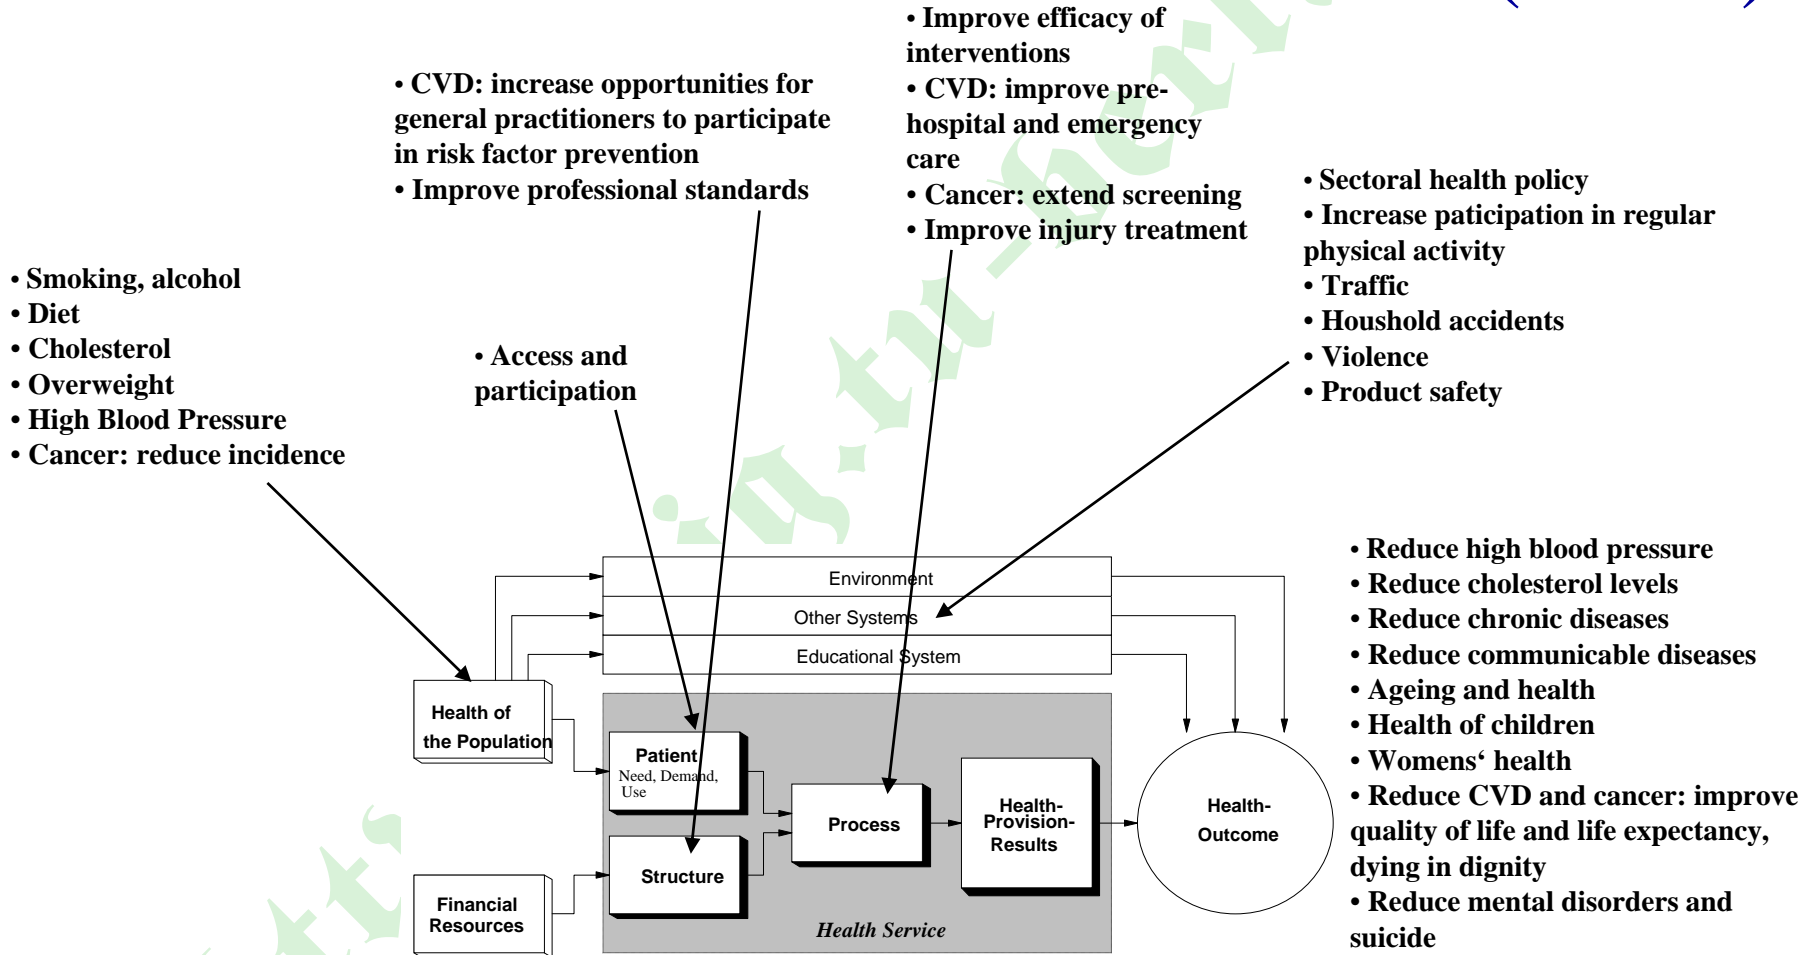 • Improve efficacy of
interventions
• CVD: improve pre-
hospital and emergency
care
• Cancer: extend screening
• Improve injury treatment
• CVD: increase opportunities for
general practitioners to participate
in risk factor prevention
• Improve professional standards
• Sectoral health policy
• Increase paticipation in regular
physical activity
• Traffic
• Houshold accidents
• Violence
• Product safety
• Smoking, alcohol
• Diet
• Cholesterol
• Overweight
• High Blood Pressure
• Cancer: reduce incidence
• Access and
participation
Environment
Other Systems
Educational System
Health of
the Population
Patient
Need, Demand,
Use
Process
Health-
Provision-
Results
Health-
Outcome
Structure
Financial
Resources
Health Service
• Reduce high blood pressure
• Reduce cholesterol levels
• Reduce chronic diseases
• Reduce communicable diseases
• Ageing and health
• Health of children
• Womens‘ health
• Reduce CVD and cancer: improve
quality of life and life expectancy,
dying in dignity
• Reduce mental disorders and
suicide